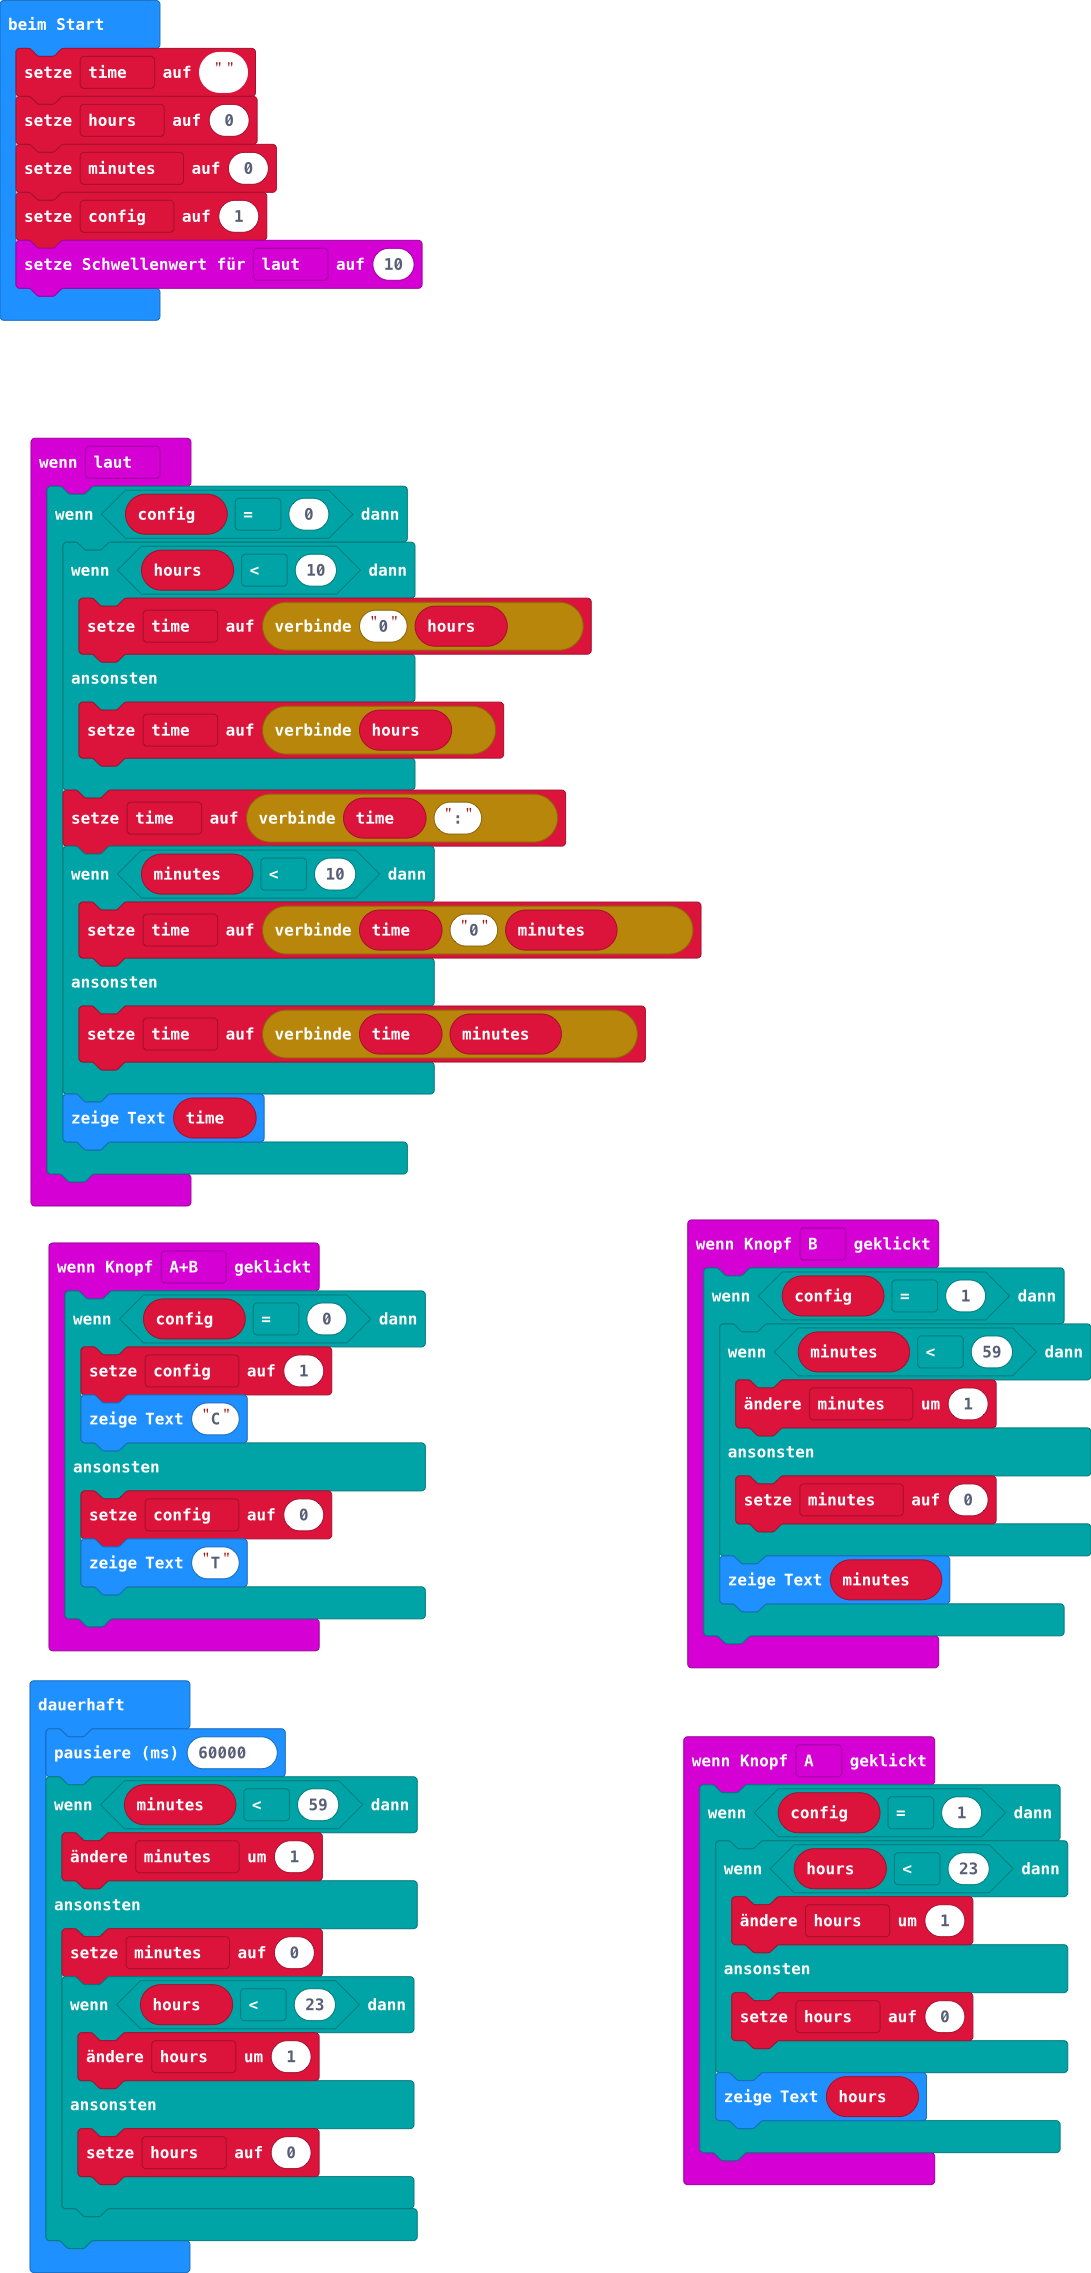 beim Start
setze time auf " "
setze hours auf 0
setze minutes auf 0
setze config auf 1
setze Schwellenwert für laut auf 10
wenn laut
wenn config = 0 dann
wenn hours < 10 dann
setze time auf verbinde "0" hours
ansonsten
setze time auf verbinde hours
setze time auf verbinde time ":"
wenn minutes < 10 dann
setze time auf verbinde time "0" minutes
ansonsten
setze time auf verbinde time minutes
zeige Text time
wenn Knopf A+B geklickt
wenn config = 0 dann
setze config auf 1
zeige Text "C"
ansonsten
setze config auf 0
zeige Text "T"
wenn Knopf B geklickt
wenn config = 1 dann
wenn minutes < 59 dann
ändere minutes um 1
ansonsten
setze minutes auf 0
zeige Text minutes
dauerhaft
pausiere (ms) 60000
wenn minutes < 59 dann
ändere minutes um 1
ansonsten
setze minutes auf 0
wenn hours < 23 dann
ändere hours um 1
ansonsten
setze hours auf 0
wenn Knopf A geklickt
wenn config = 1 dann
wenn hours < 23 dann
ändere hours um 1
ansonsten
setze hours auf 0
zeige Text hours